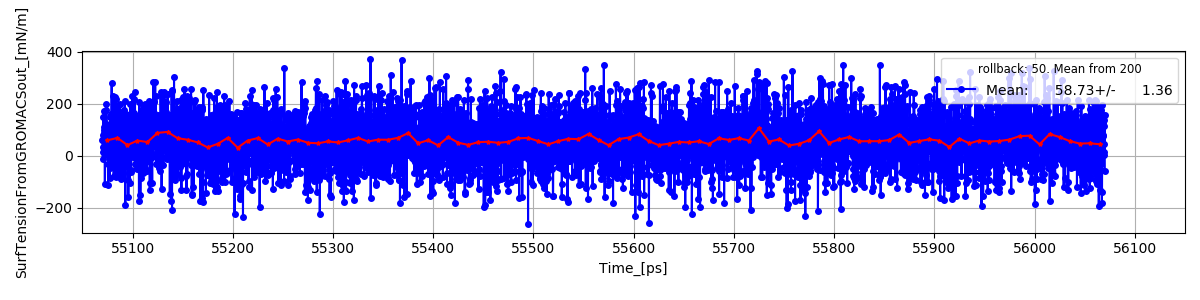 SurfTensionFromGROMACSout_[mN/m]
400
200
0
−200
rollback: 50 Mean from 200
Mean: 58.73+/- 1.36
55100 55200 55300 55400 55500 55600 55700 55800 55900 56000 56100
Time_[ps]